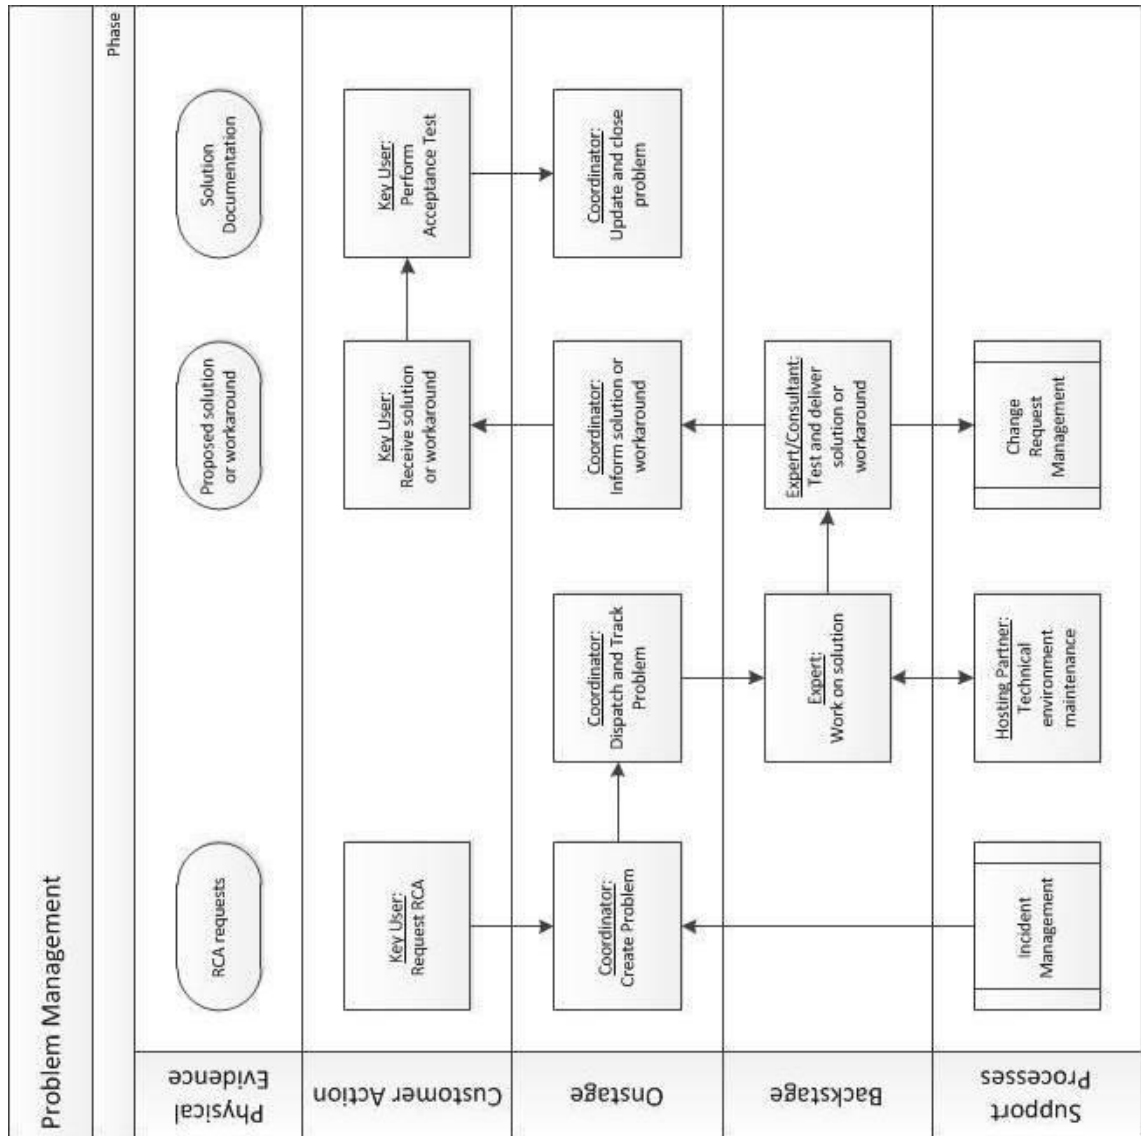 Problem Management
Phase
Physical
Evidence
RCA requests
Proposed solution
or workaround
Solution
Documentation
Customer Action
Key User:
Request RCA
Key User:
Receive solution
or workaround
Key User:
Perform
Acceptance Test
Onstage
Coordinator:
Create Problem
Coordinator:
Dispatch and Track
Problem
Coordinator:
Inform solution or
workaround
Coordinator:
Update and close
problem
Backstage
Expert:
Work on solution
Expert/Consultant:
Test and deliver
solution or
workaround
Support
Processes
Incident
Management
Hosting Partner:
Technical
environment
maintenance
Change
Request
Management